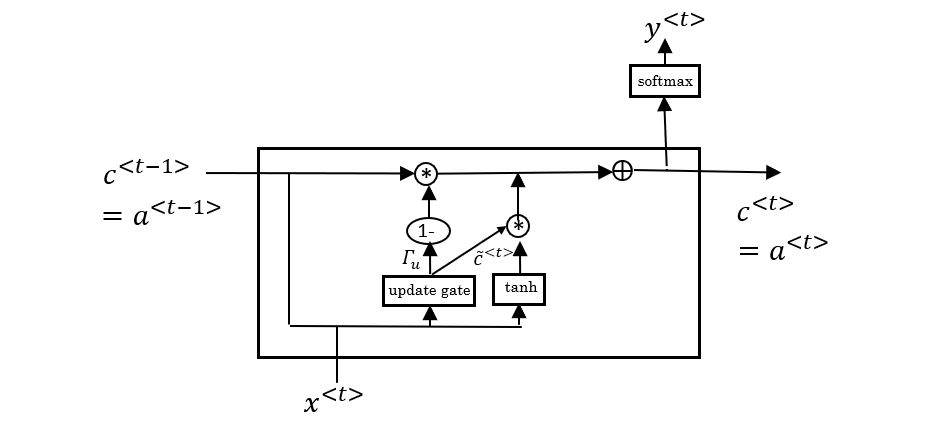 y<t>
softmax
c<t−1>
= a<t−1>
*
⊕
c<t>
= a<t>
1-
*
Γu
c̃<t>
update gate
tanh
x<t>